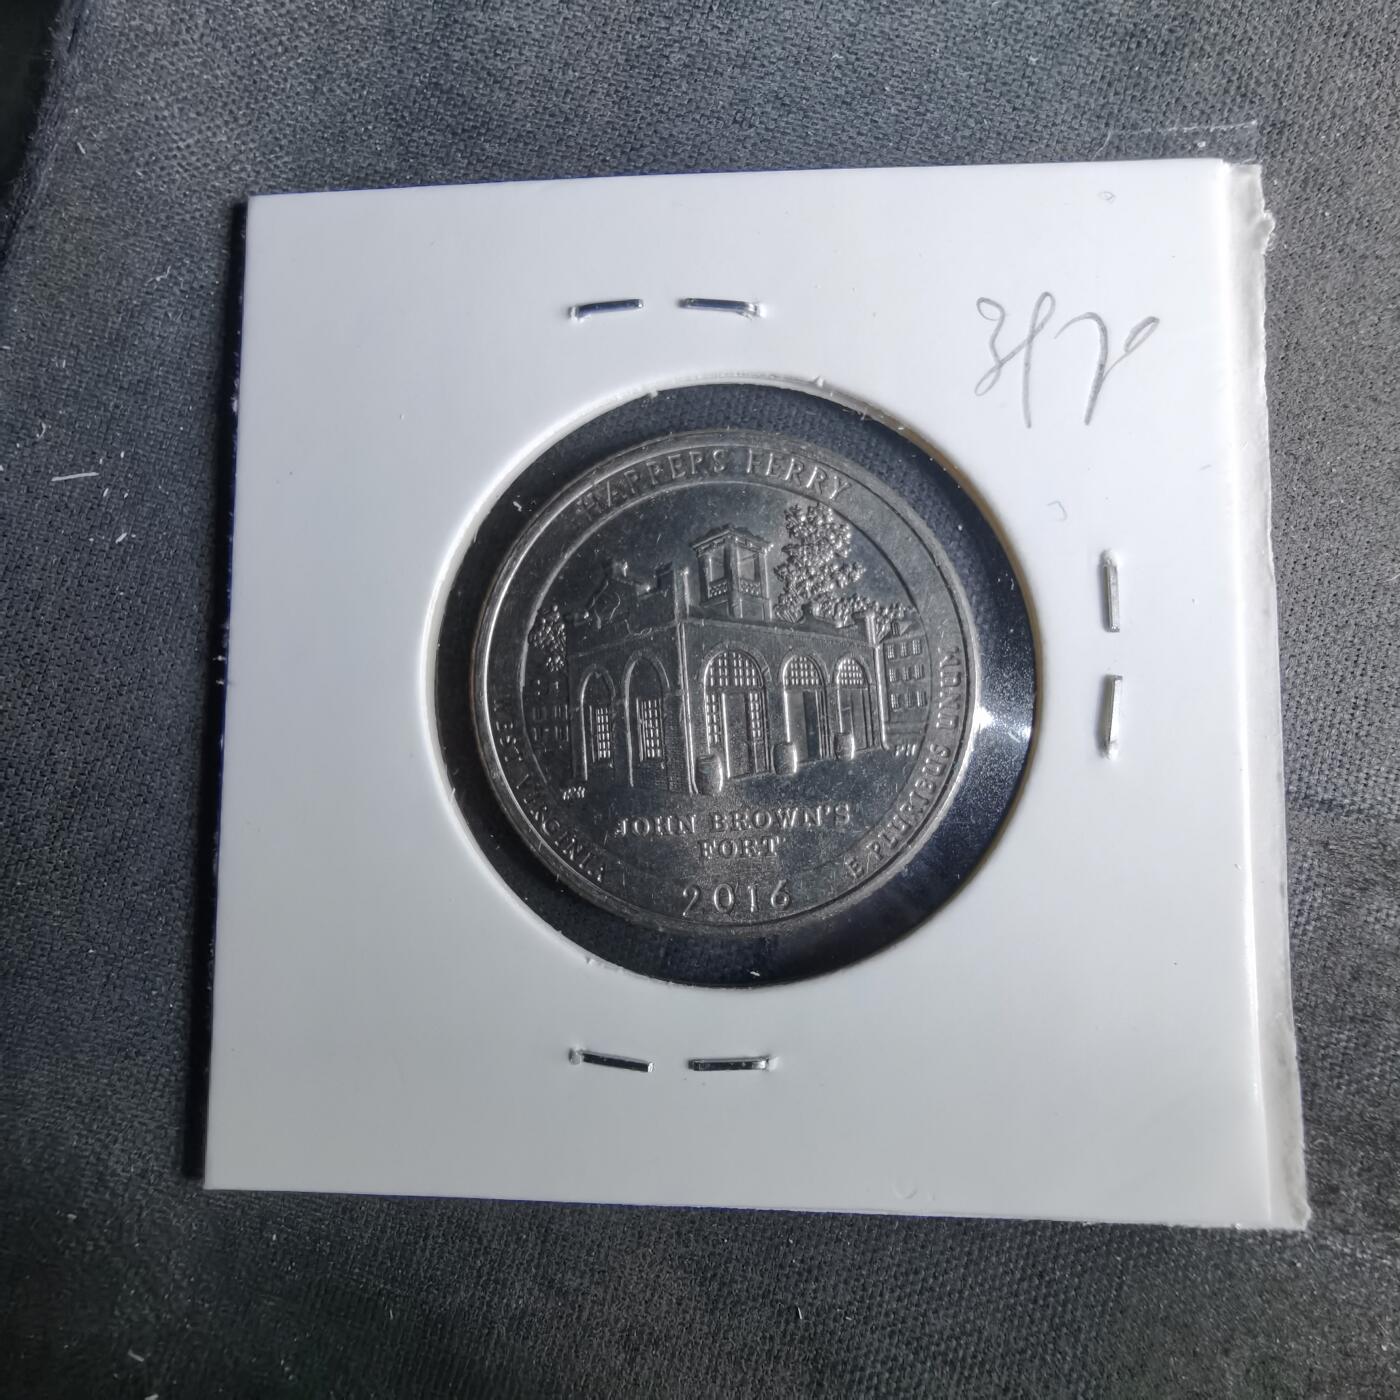 HARPERS FERRY
WEST VIRGINIA
JOHN BROWN'S
FORT
2016
E PLURIBUS UNUM